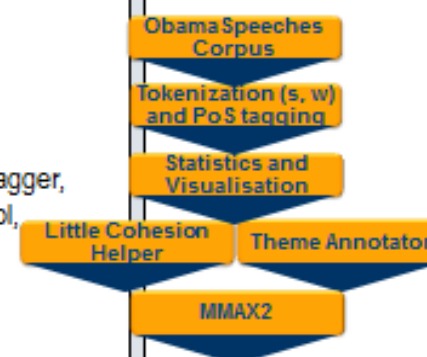 Obama Speeches
Corpus
Tokenization (s, w)
and PoS tagging
Statistics and
Visualisation
agger,
ol,
Little Cohesion
Helper
Theme Annotator
MMAX2